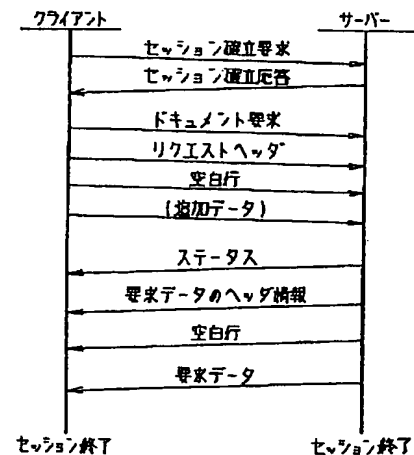 クライアント サーバー
セッション確立要求
セッション確立応答
ドキュメント要求
リクエストヘッダ
空白行
(追加データ)
ステータス
要求データのヘッダ情報
空白行
要求データ
セッション終了 セッション終了